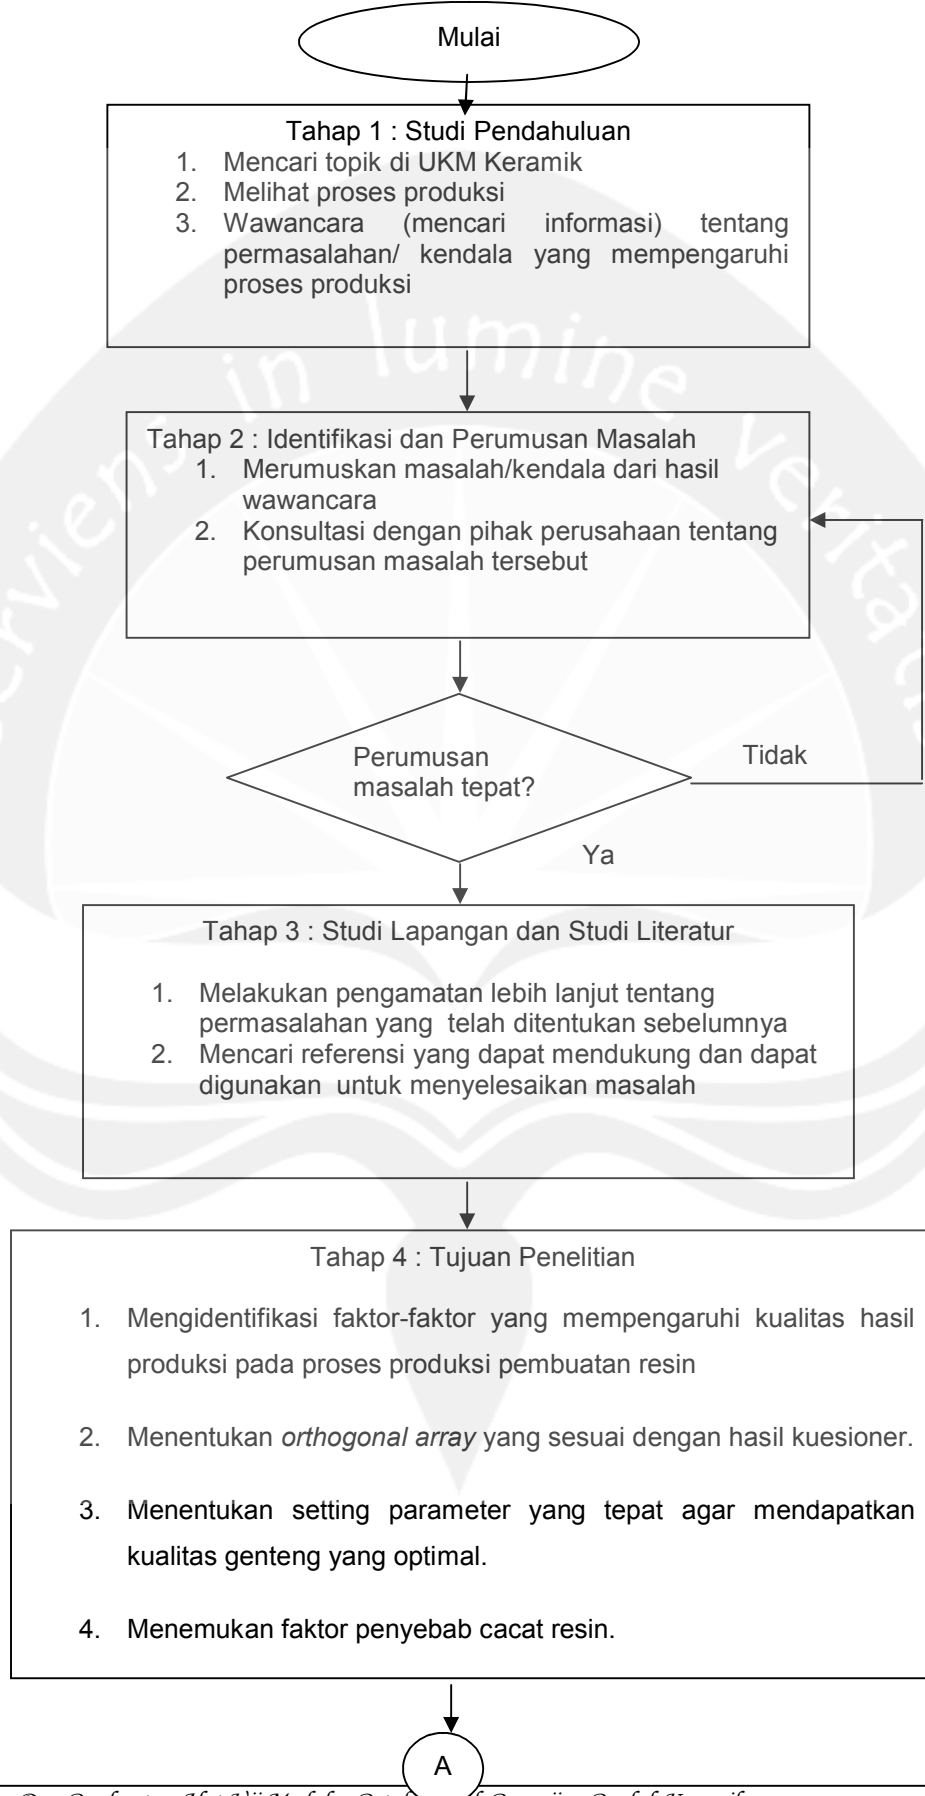 Mulai
Tahap 1 : Studi Pendahuluan
1. Mencari topik di UKM Keramik
2. Melihat proses produksi
3. Wawancara (mencari informasi) tentang
permasalahan/ kendala yang mempengaruhi
proses produksi
Tahap 2 : Identifikasi dan Perumusan Masalah
1. Merumuskan masalah/kendala dari hasil
wawancara
2. Konsultasi dengan pihak perusahaan tentang
perumusan masalah tersebut
Perumusan
masalah tepat?
Tidak
Ya
Tahap 3 : Studi Lapangan dan Studi Literatur
1. Melakukan pengamatan lebih lanjut tentang
permasalahan yang telah ditentukan sebelumnya
2. Mencari referensi yang dapat mendukung dan dapat
digunakan untuk menyelesaikan masalah
Tahap 4 : Tujuan Penelitian
1. Mengidentifikasi faktor-faktor yang mempengaruhi kualitas hasil
produksi pada proses produksi pembuatan resin
2. Menentukan orthogonal array yang sesuai dengan hasil kuesioner.
3. Menentukan setting parameter yang tepat agar mendapatkan
kualitas genteng yang optimal.
4. Menemukan faktor penyebab cacat resin.
A
in lumine veritatis